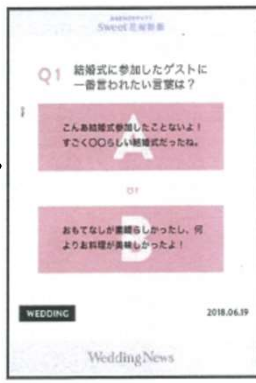 Sweet花嫁診断
Q1 結婚式に参加したゲストに
一番言われたい言葉は?
A
こんな結婚式参加したことないよ!
すごく〇〇らしい結婚式だったね。
or
B
おもてなしが素晴らしかったし、何
よりお料理が美味しかったよ!
WEDDING
2018.06.19
Wedding News